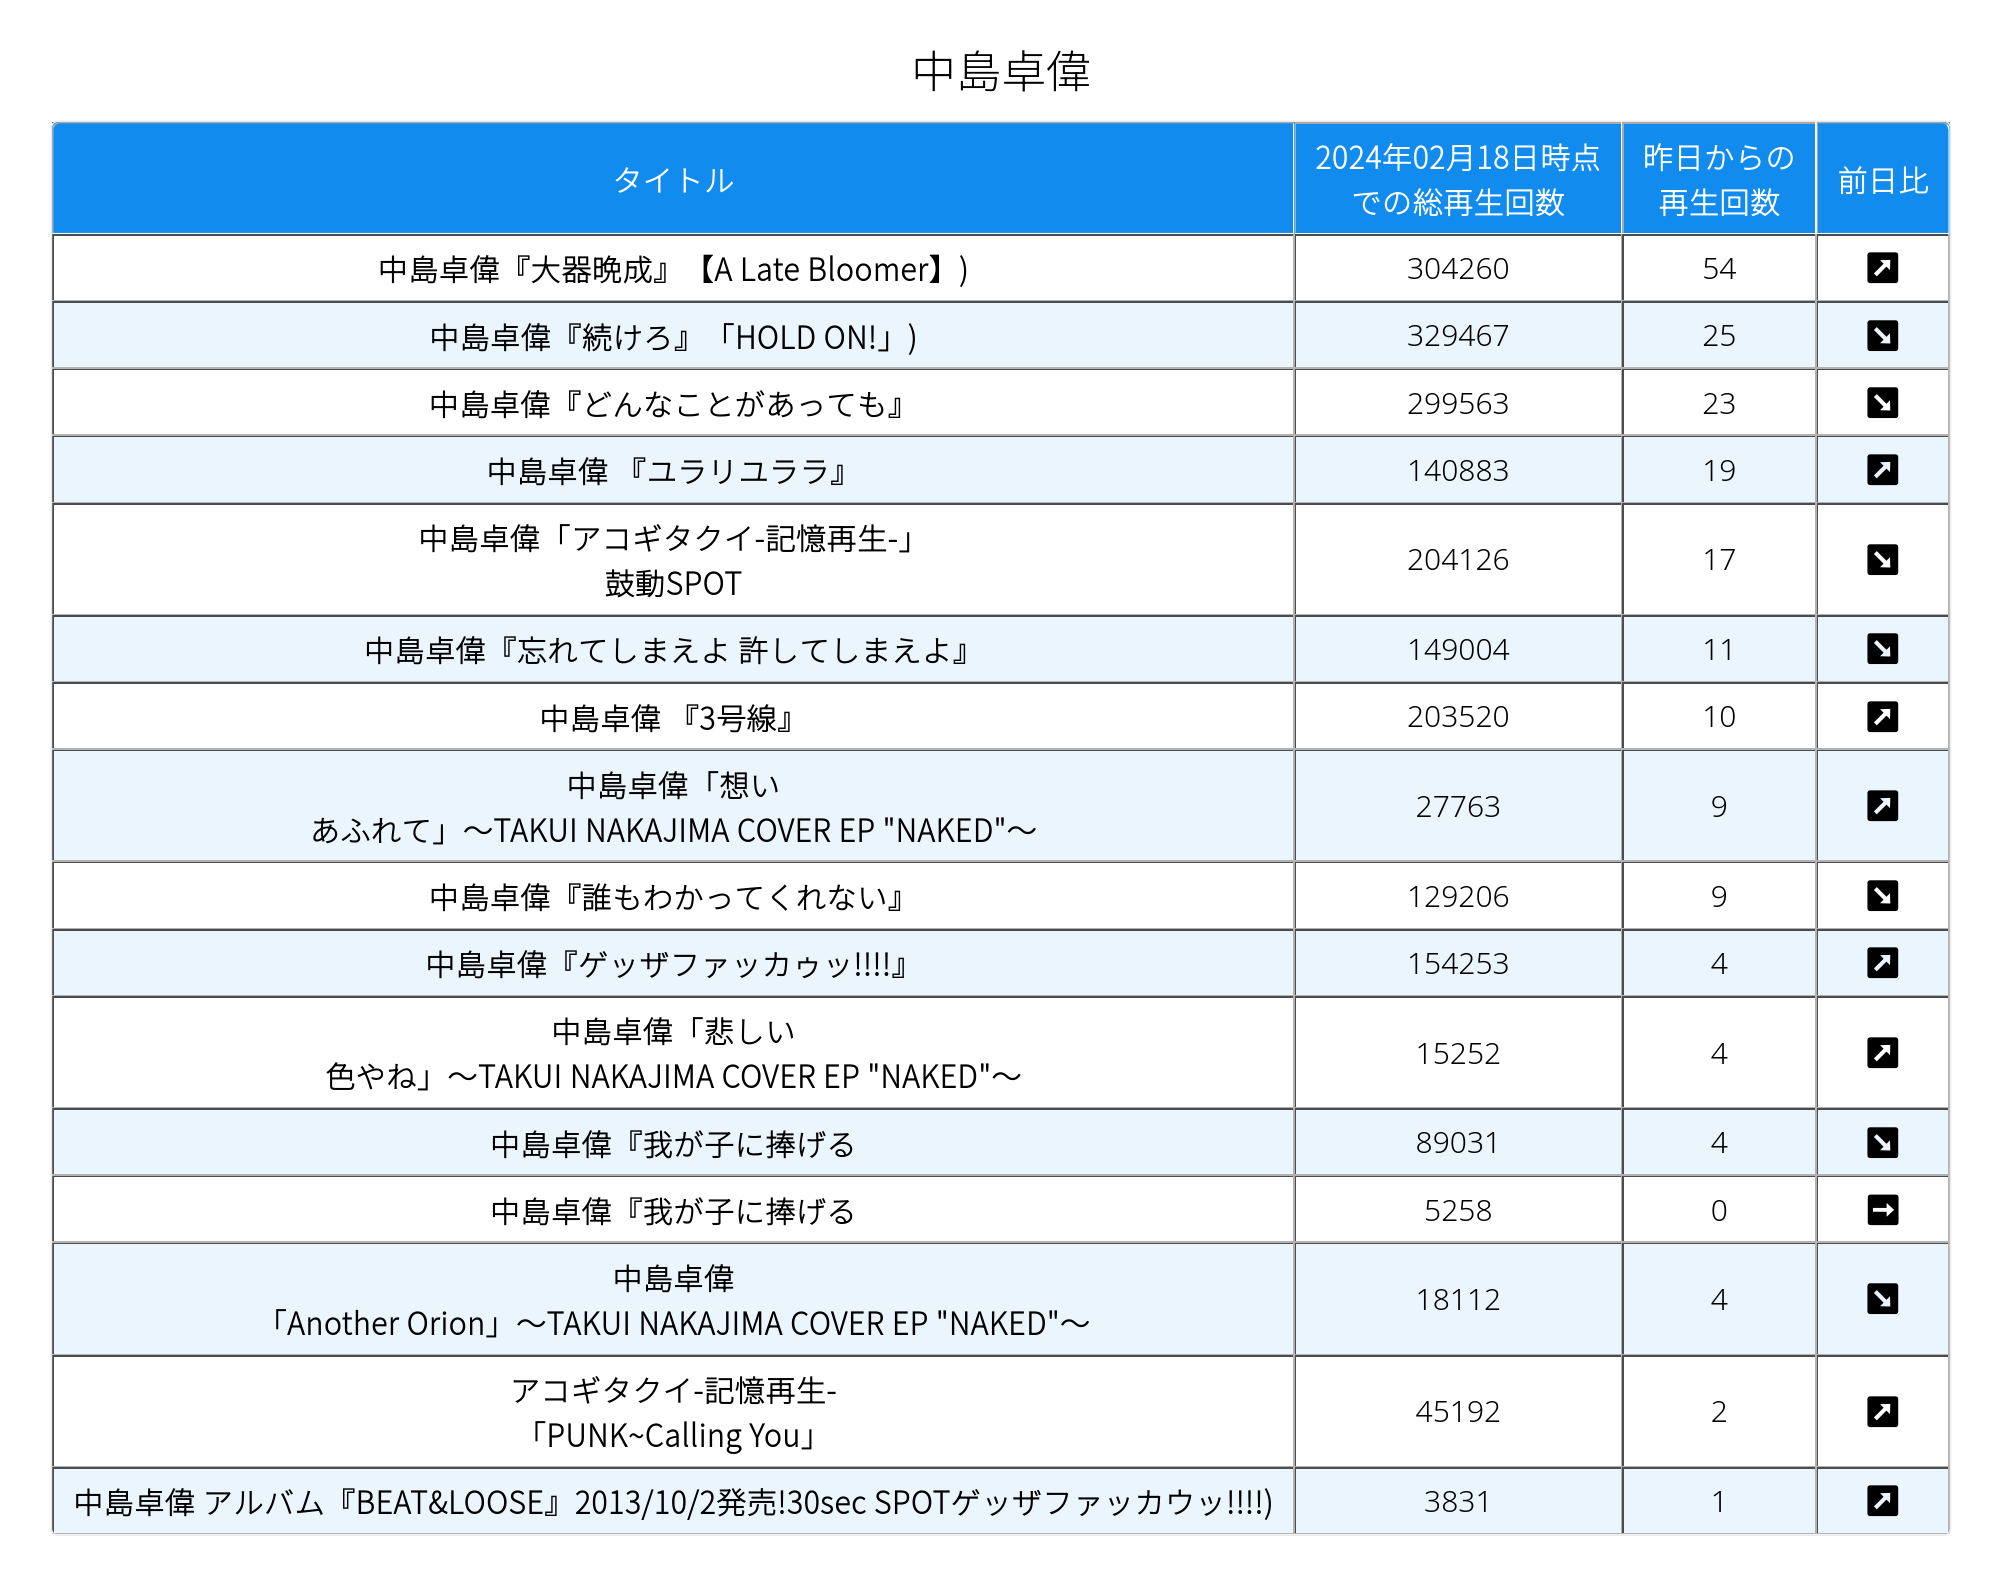 中島卓偉
タイトル
2024年02月18日時点
での総再生回数
昨日からの
再生回数
前日比
中島卓偉『大器晩成』【A Late Bloomer】)
304260
54
中島卓偉『続けろ』「HOLD ON!」)
329467
25
中島卓偉『どんなことがあっても』
299563
23
中島卓偉 『ユラリユララ』
140883
19
中島卓偉「アコギタクイ-記憶再生-」
鼓動SPOT
204126
17
中島卓偉『忘れてしまえよ 許してしまえよ』
149004
11
中島卓偉 『3号線』
203520
10
中島卓偉「想い
あふれて」～TAKUI NAKAJIMA COVER EP "NAKED"～
27763
9
中島卓偉『誰もわかってくれない』
129206
9
中島卓偉『ゲッザファッカゥッ!!!!』
154253
4
中島卓偉「悲しい
色やね」～TAKUI NAKAJIMA COVER EP "NAKED"～
15252
4
中島卓偉『我が子に捧げる
89031
4
中島卓偉『我が子に捧げる
5258
0
中島卓偉
「Another Orion」～TAKUI NAKAJIMA COVER EP "NAKED"～
18112
4
アコギタクイ-記憶再生-
「PUNK~Calling You」
45192
2
中島卓偉 アルバム『BEAT&LOOSE』2013/10/2発売!30sec SPOTゲッザファッカウッ!!!!)
3831
1